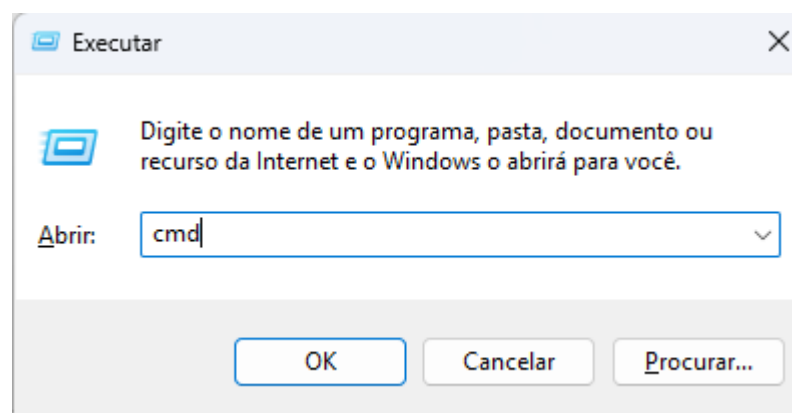 Executar
Digite o nome de um programa, pasta, documento ou
recurso da Internet e o Windows o abrirá para você.
Abrir:
cmd
OK
Cancelar
Procurar...